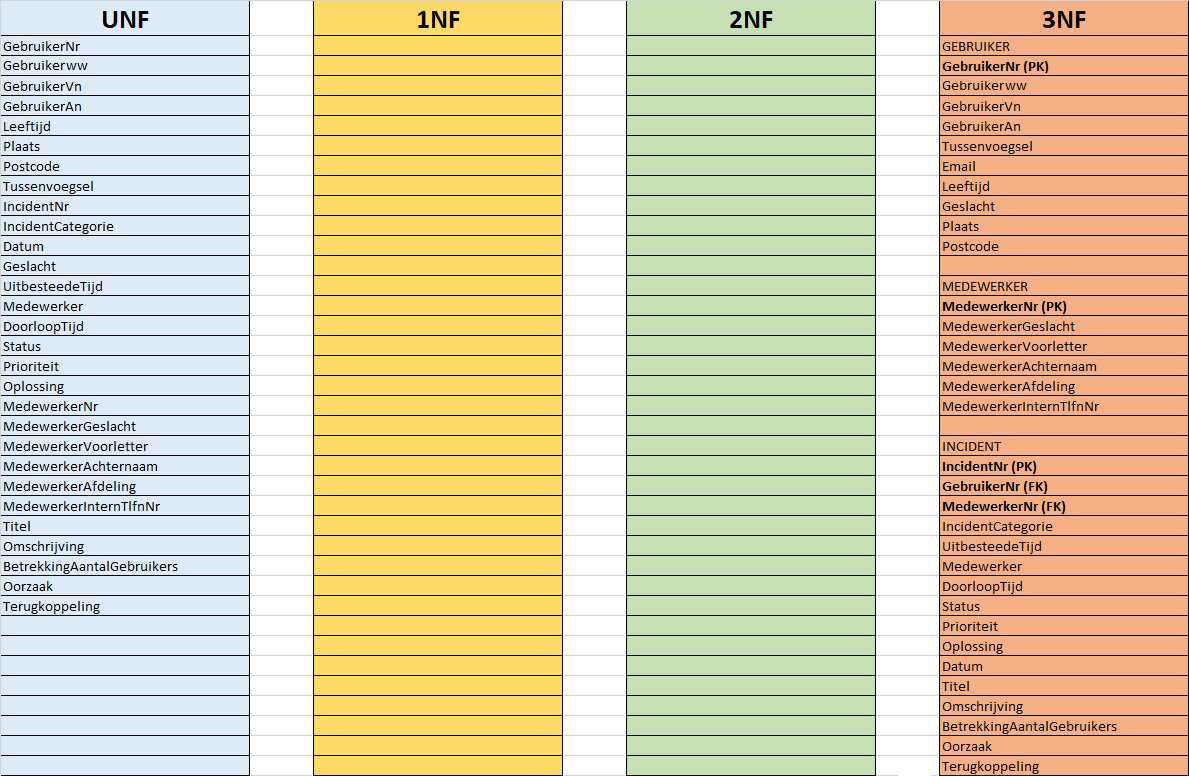 UNF
GebruikerNr
Gebruikerww
GebruikerVn
GebruikerAn
Leeftijd
Plaats
Postcode
Tussenvoegsel
IncidentNr
IncidentCategorie
Datum
Geslacht
UitbesteedeTijd
Medewerker
DoorloopTijd
Status
Prioriteit
Oplossing
MedewerkerNr
MedewerkerGeslacht
MedewerkerVoorletter
MedewerkerAchternaam
MedewerkerAfdeling
MedewerkerInternTlfnNr
Titel
Omschrijving
BetrekkingAantalGebruikers
Oorzaak
Terugkoppeling
1NF
2NF
3NF
GEBRUIKER
GebruikerNr (PK)
Gebruikerww
GebruikerVn
GebruikerAn
Tussenvoegsel
Email
Leeftijd
Geslacht
Plaats
Postcode
MEDEWERKER
MedewerkerNr (PK)
MedewerkerGeslacht
MedewerkerVoorletter
MedewerkerAchternaam
MedewerkerAfdeling
MedewerkerInternTlfnNr
INCIDENT
IncidentNr (PK)
GebruikerNr (FK)
MedewerkerNr (FK)
IncidentCategorie
UitbesteedeTijd
Medewerker
DoorloopTijd
Status
Prioriteit
Oplossing
Datum
Titel
Omschrijving
BetrekkingAantalGebruikers
Oorzaak
Terugkoppeling